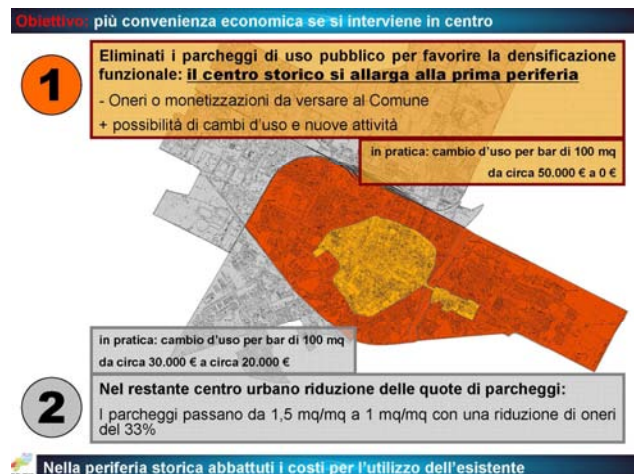 Obiettivo: più convenienza economica se si interviene in centro
1
Eliminati i parcheggi di uso pubblico per favorire la densificazione
funzionale: il centro storico si allarga alla prima periferia
- Oneri o monetizzazioni da versare al Comune
+ possibilità di cambi d'uso e nuove attività
in pratica: cambio d'uso per bar di 100 mq
da circa 50.000 € a 0 €
in pratica: cambio d'uso per bar di 100 mq
da circa 30.000 € a circa 20.000 €
2
Nel restante centro urbano riduzione delle quote di parcheggi:
I parcheggi passano da 1,5 mq/mq a 1 mq/mq con una riduzione di oneri
del 33%
Nella periferia storica abbattuti i costi per l'utilizzo dell'esistente